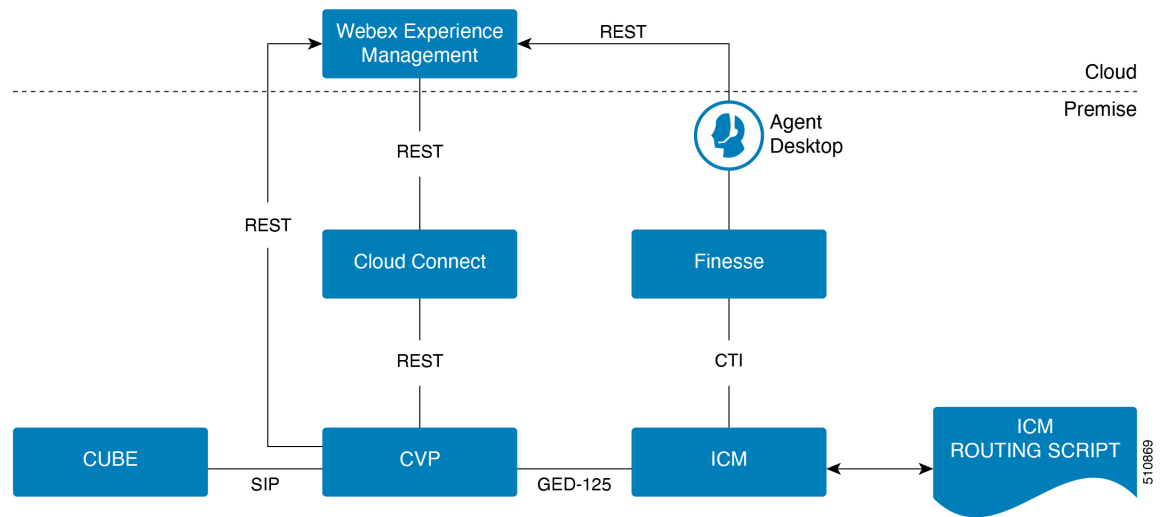 Webex Experience
Management
REST
Cloud
Premise
Agent
Desktop
REST
REST
Cloud Connect
Finesse
REST
CTI
CUBE
SIP
CVP
GED-125
ICM
ICM
ROUTING SCRIPT
510869